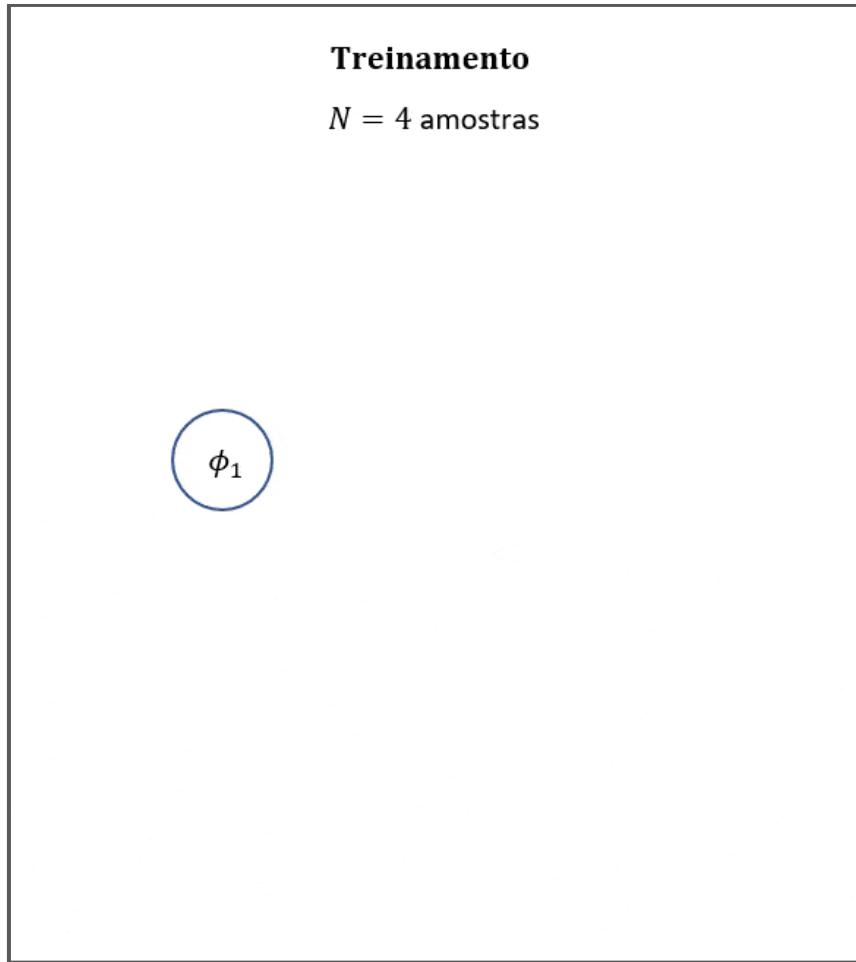 Treinamento
N = 4 amostras
ϕ₁